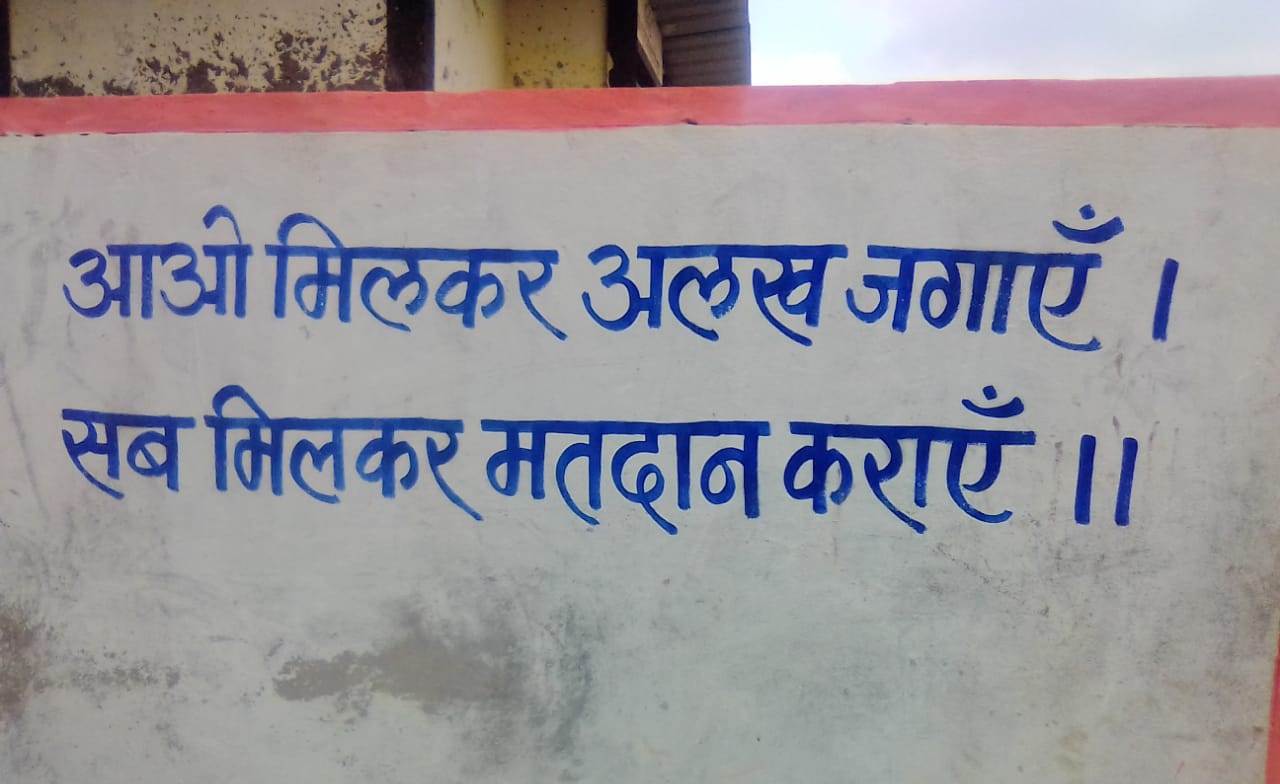 आओ मिलकर अलख जगाएँ ।
सब मिलकर मतदान कराएँ ।।